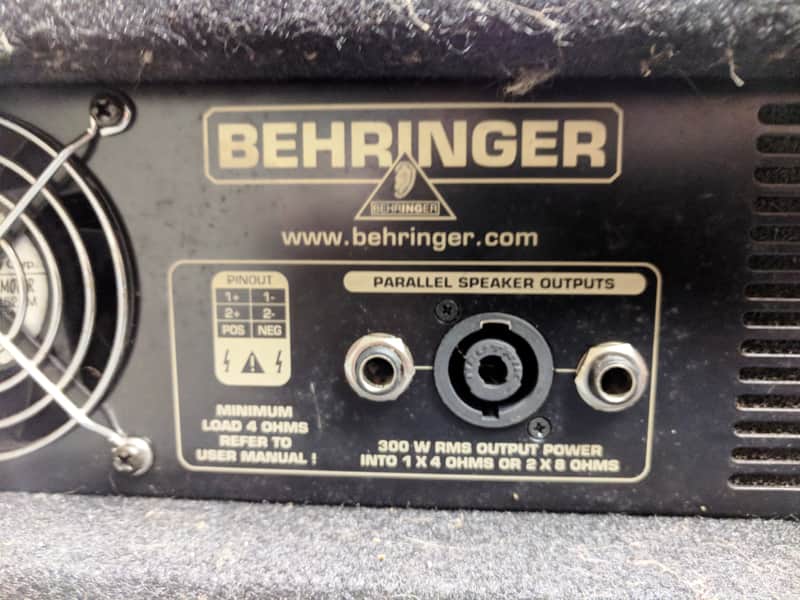 BEHRINGER
BEHRINGER
www.behringer.com
PINOUT
1+ 1-
2+ 2-
POS NEG
MINIMUM
LOAD 4 OHMS
REFER TO
USER MANUAL !
PARALLEL SPEAKER OUTPUTS
300 W RMS OUTPUT POWER
INTO 1 X 4 OHMS OR 2 X 8 OHMS
Corp.